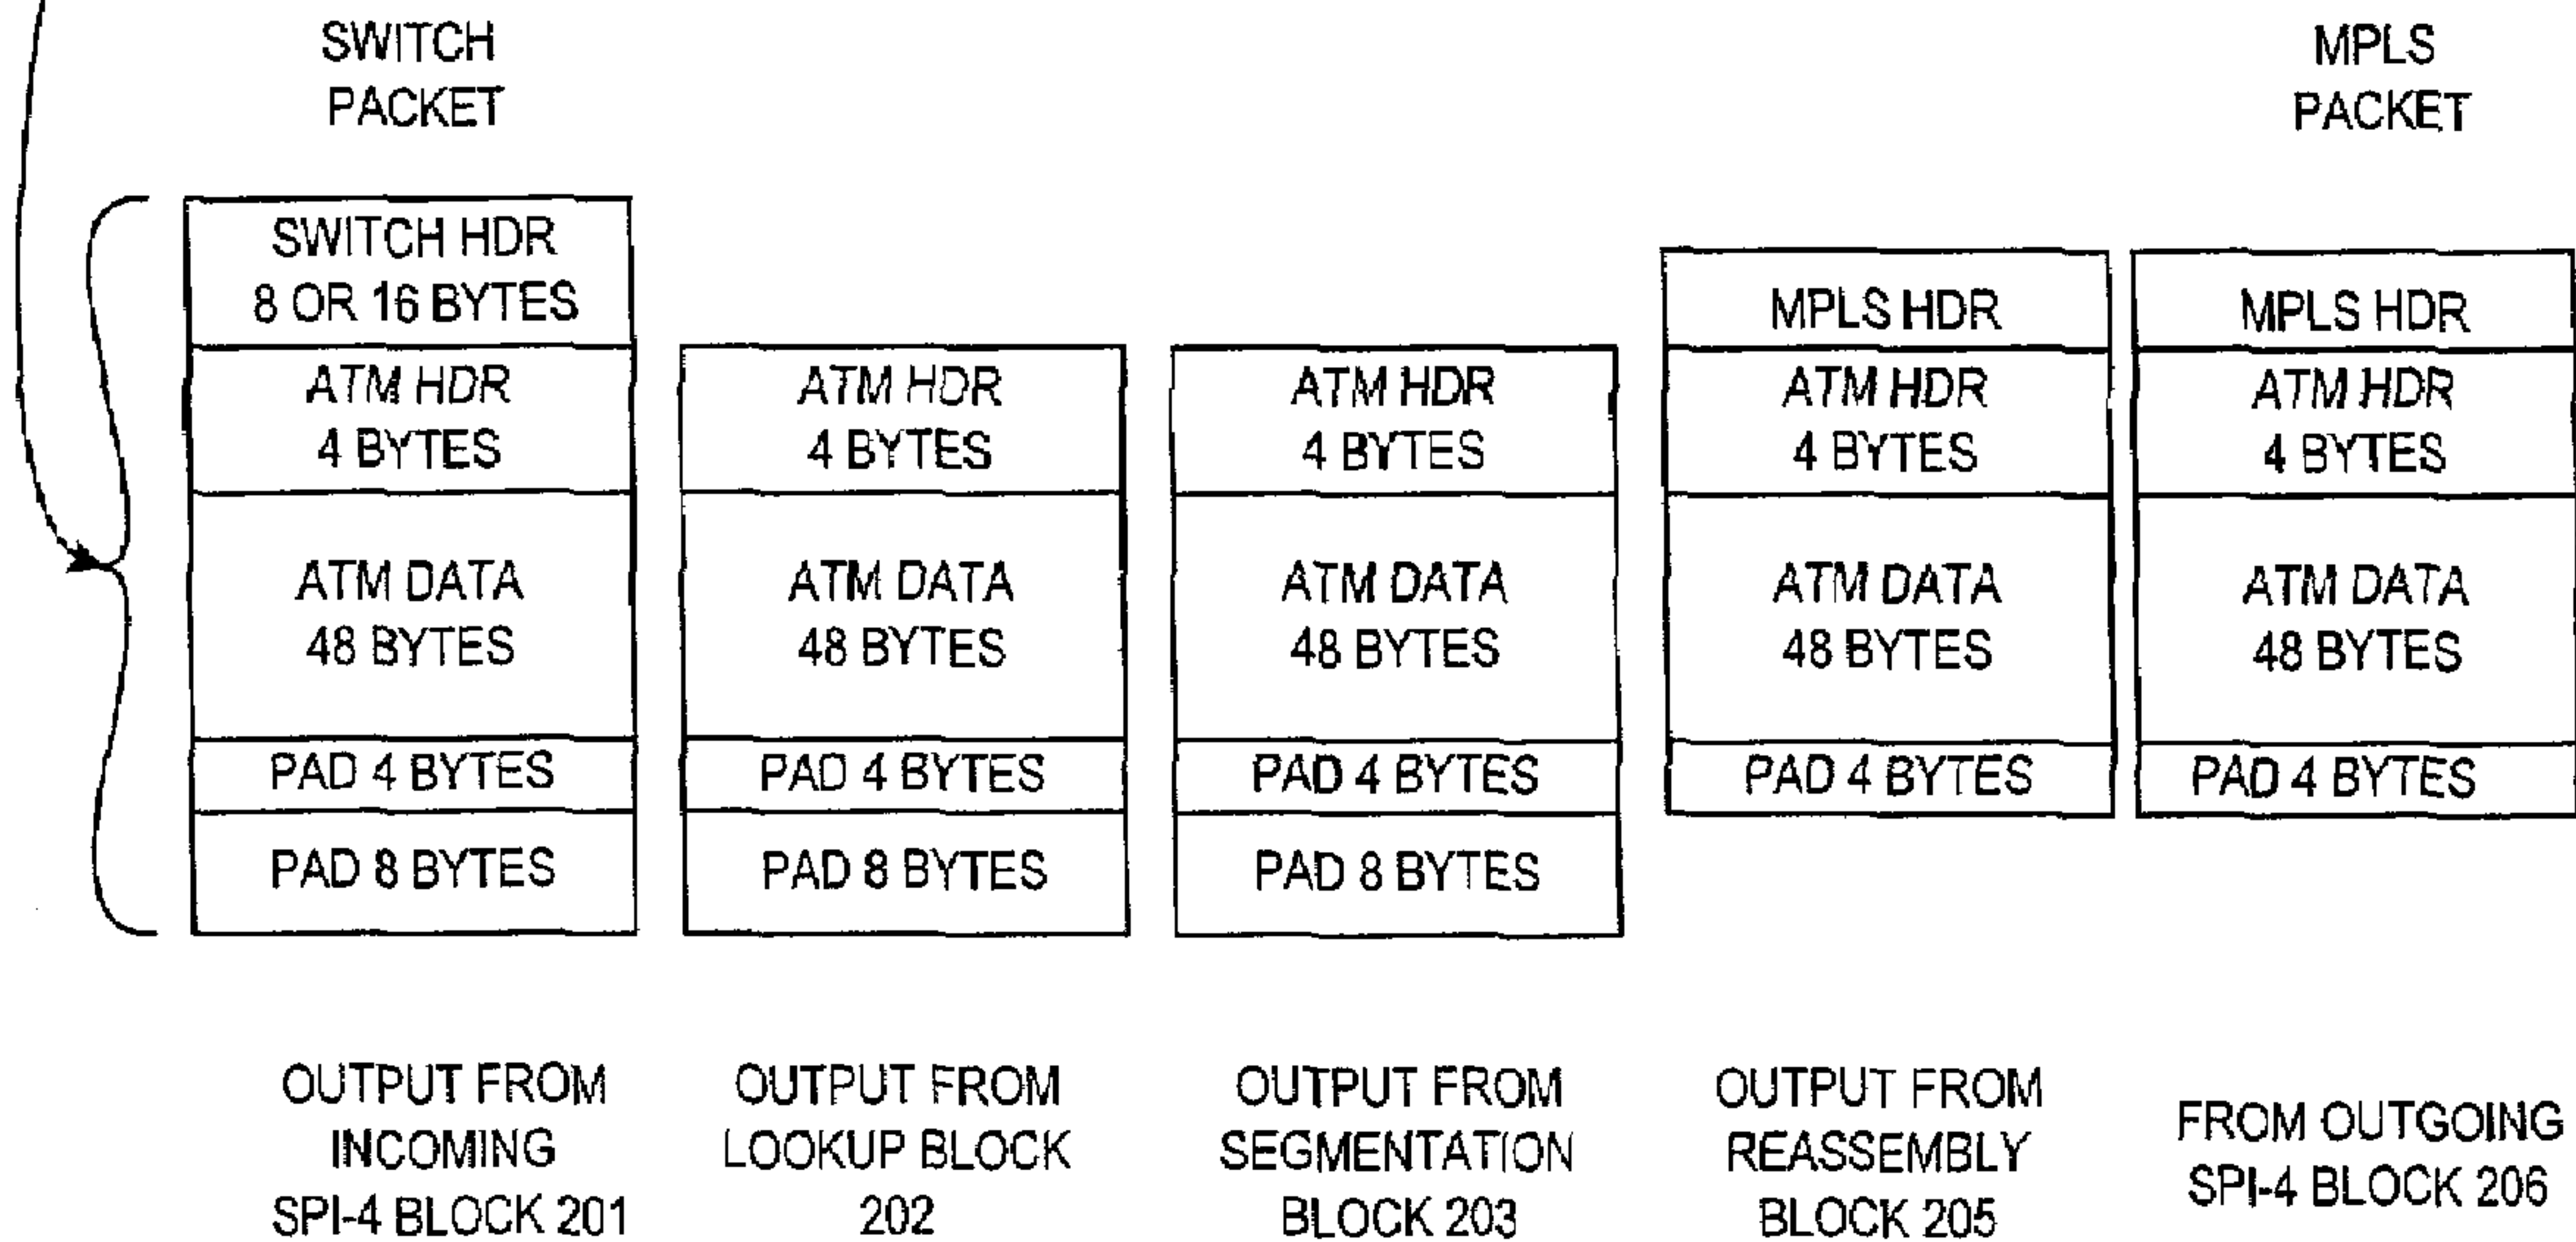 SWITCH
PACKET
MPLS
PACKET
SWITCH HDR
8 OR 16 BYTES
ATM HDR
4 BYTES
ATM DATA
48 BYTES
PAD 4 BYTES
PAD 8 BYTES
OUTPUT FROM
INCOMING
SPI-4 BLOCK 201
ATM HDR
4 BYTES
ATM DATA
48 BYTES
PAD 4 BYTES
PAD 8 BYTES
OUTPUT FROM
LOOKUP BLOCK
202
ATM HDR
4 BYTES
ATM DATA
48 BYTES
PAD 4 BYTES
PAD 8 BYTES
OUTPUT FROM
SEGMENTATION
BLOCK 203
MPLS HDR
ATM HDR
4 BYTES
ATM DATA
48 BYTES
PAD 4 BYTES
OUTPUT FROM
REASSEMBLY
BLOCK 205
MPLS HDR
ATM HDR
4 BYTES
ATM DATA
48 BYTES
PAD 4 BYTES
FROM OUTGOING
SPI-4 BLOCK 206